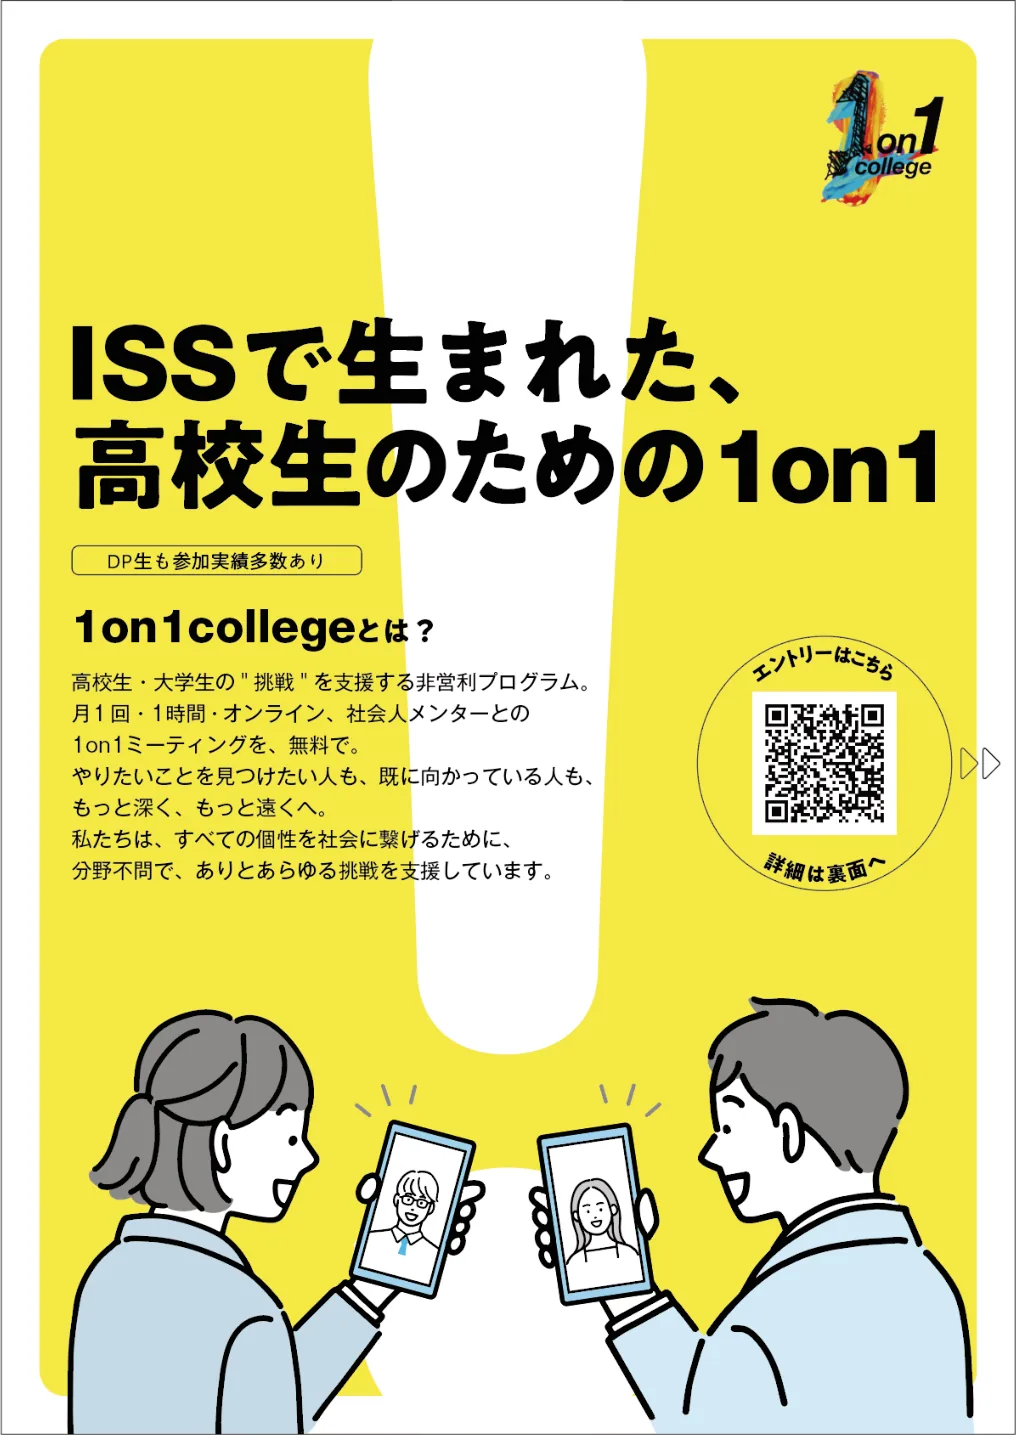 1on1
college
ISSで生まれた、
高校生のための1on1
DP生も参加実績多数あり
1on1collegeとは？
高校生・大学生の"挑戦"を支援する非営利プログラム。
月1回・1時間・オンライン、社会人メンターとの
1on1ミーティングを、無料で。
やりたいことを見つけたい人も、既に向かっている人も、
もっと深く、もっと遠くへ。
私たちは、すべての個性を社会に繋げるために、
分野不問で、ありとあらゆる挑戦を支援しています。
エントリーはこちら
詳細は裏面へ